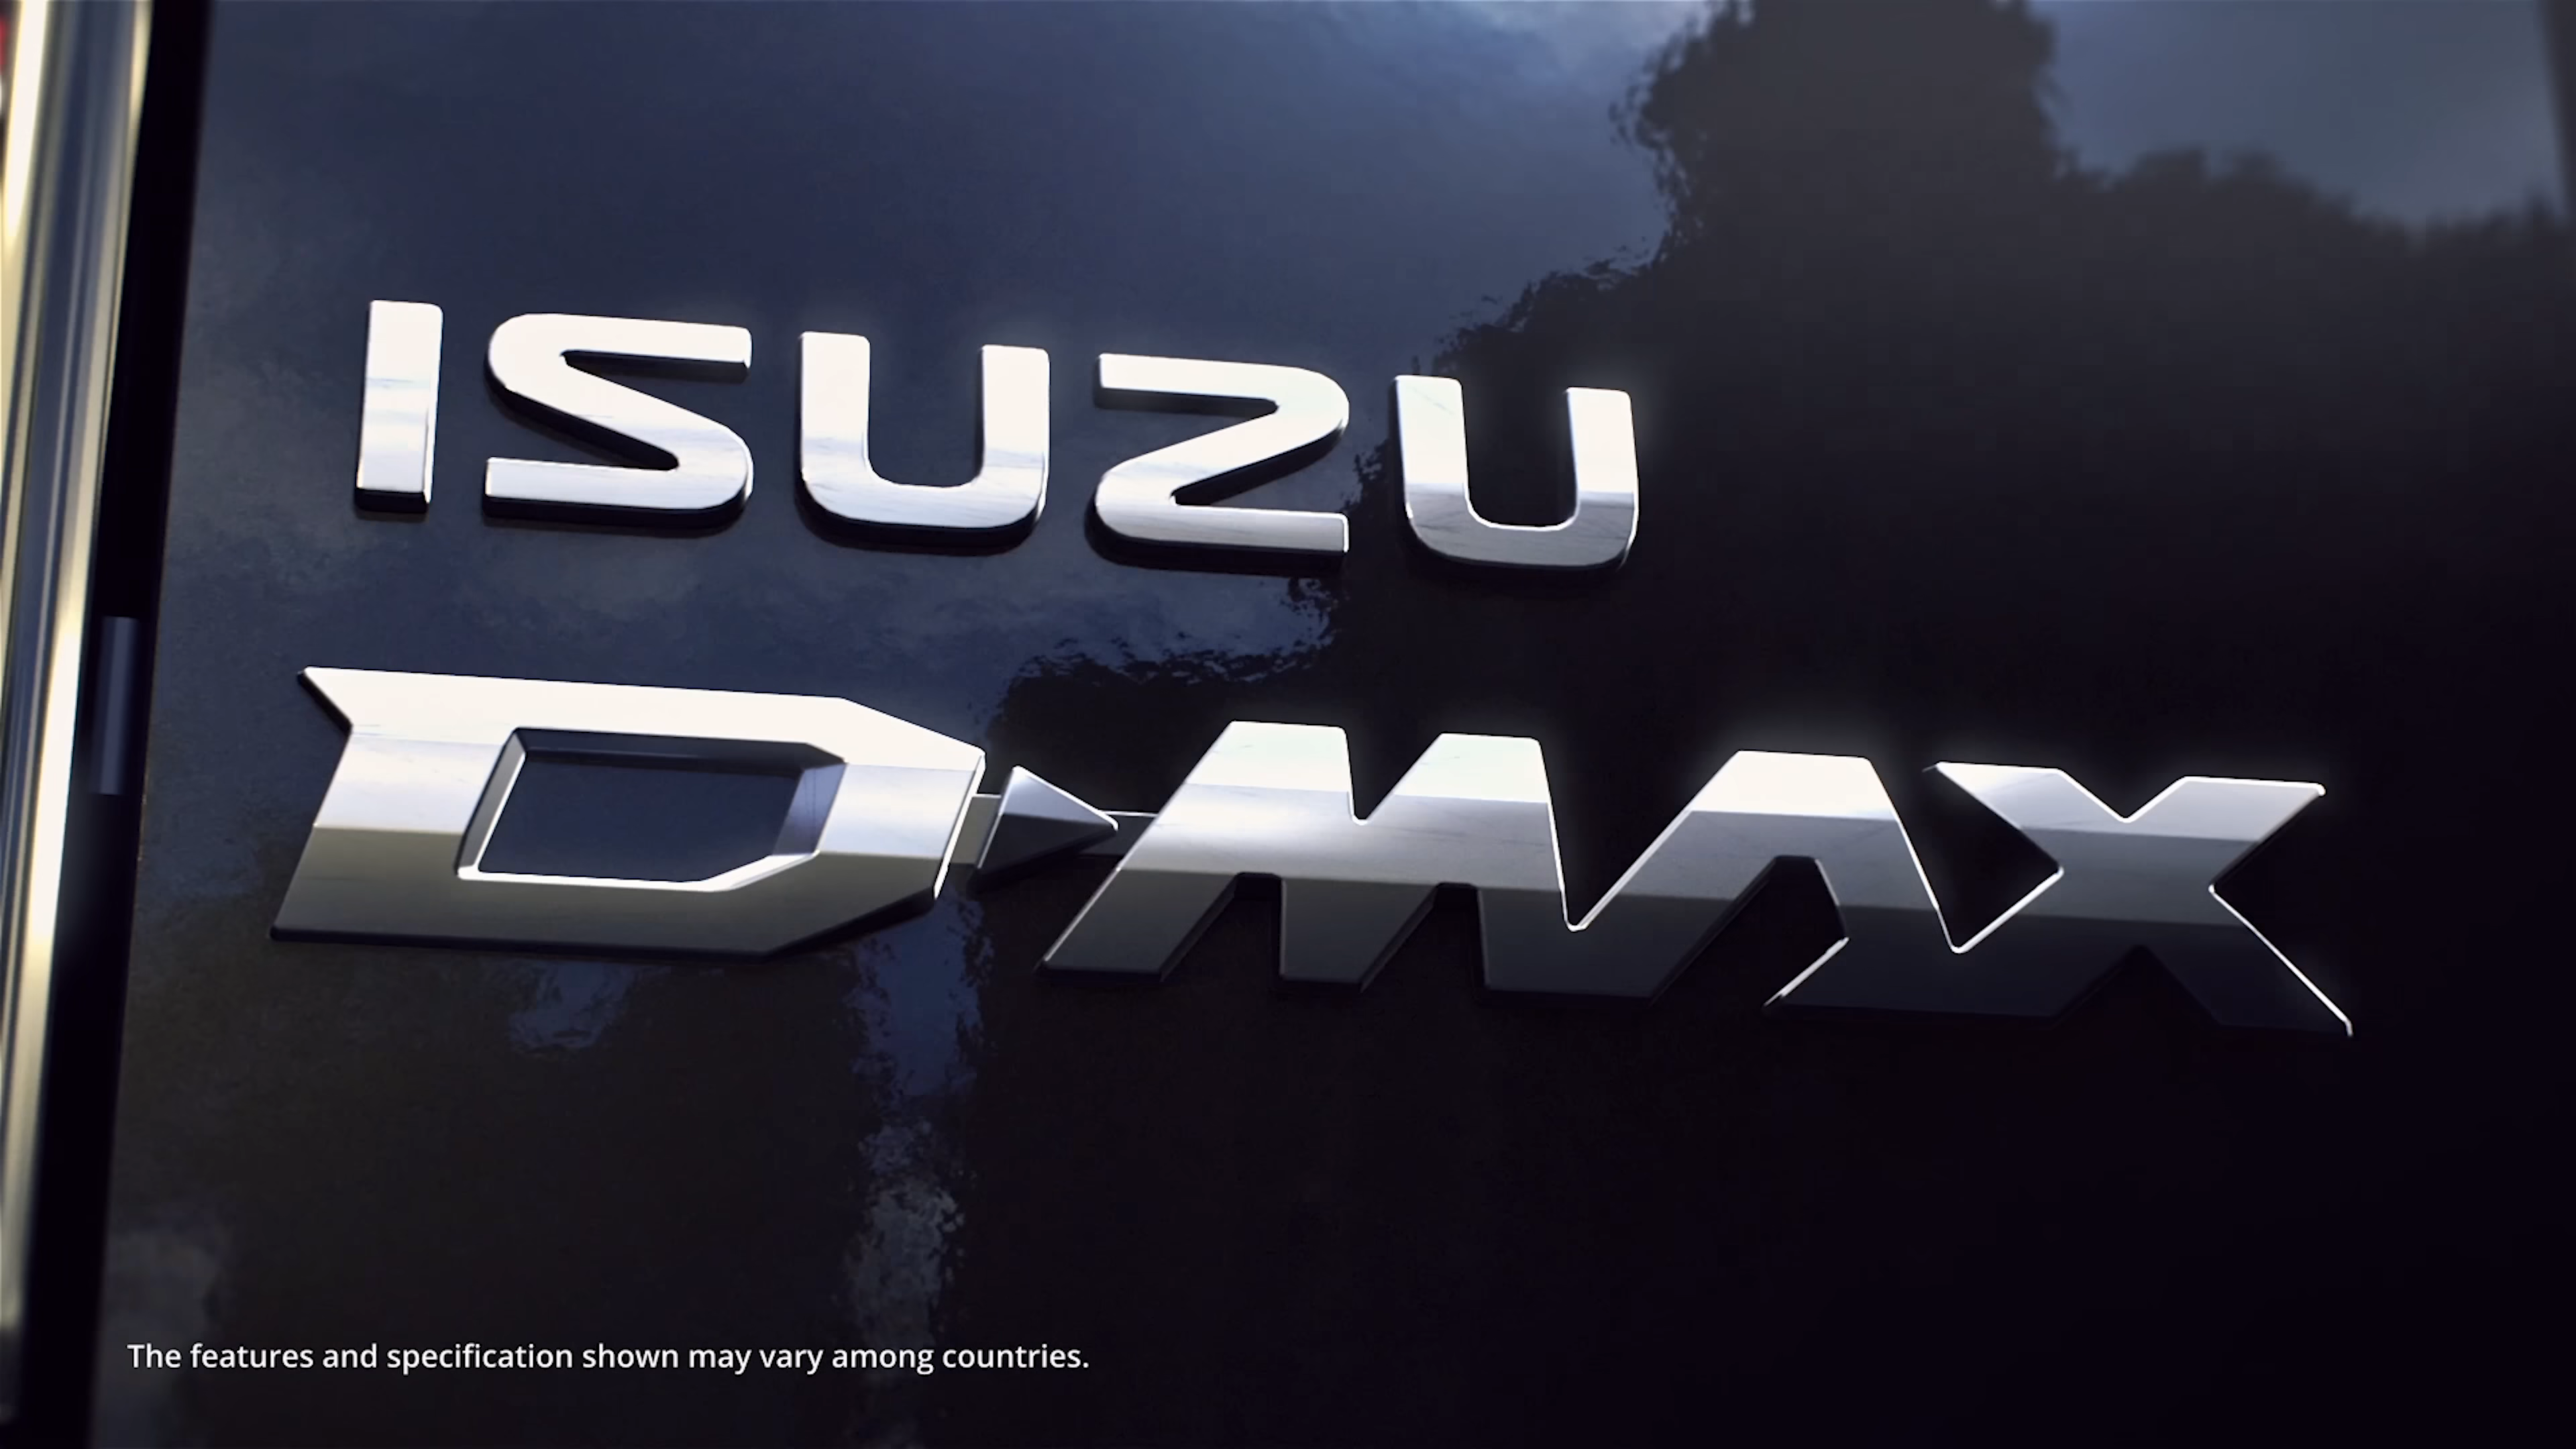 ISUZU
D-MAX
The features and specification shown may vary among countries.